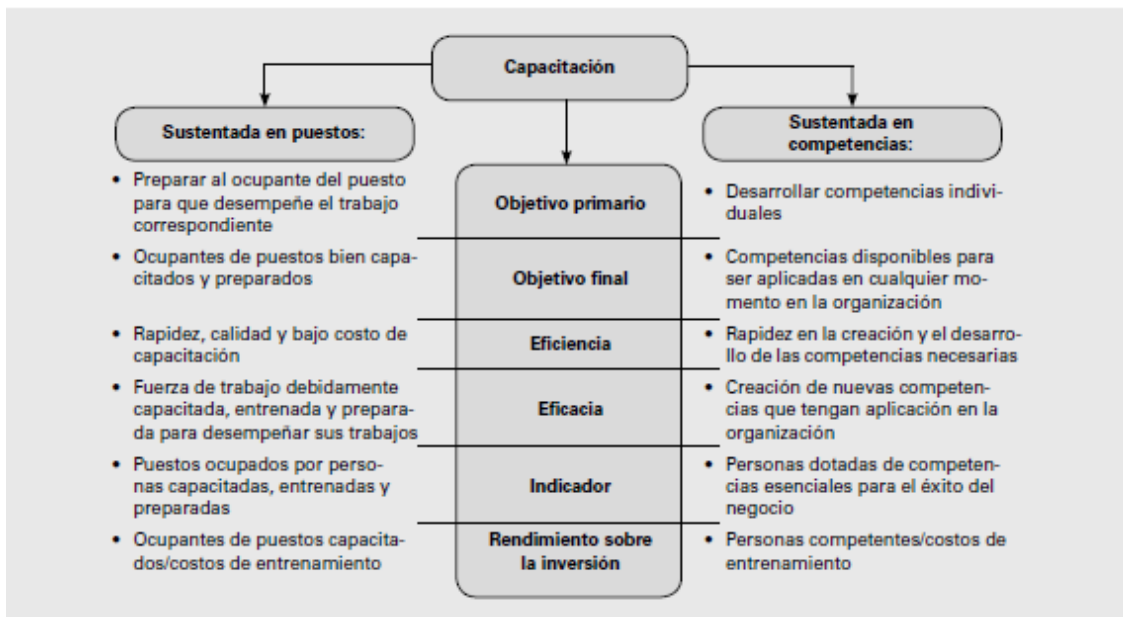 Capacitación
Sustentada en puestos:
Sustentada en
competencias:
• Preparar al ocupante del puesto
para que desempeñe el trabajo
correspondiente
Objetivo primario
• Desarrollar competencias indivi-
duales
• Ocupantes de puestos bien capa-
citados y preparados
Objetivo final
• Competencias disponibles para
ser aplicadas en cualquier mo-
mento en la organización
• Rapidez, calidad y bajo costo de
capacitación
Eficiencia
• Rapidez en la creación y el desarro-
llo de las competencias necesarias
• Fuerza de trabajo debidamente
capacitada, entrenada y prepara-
da para desempeñar sus trabajos
Eficacia
• Creación de nuevas competen-
cias que tengan aplicación en la
organización
• Puestos ocupados por perso-
nas capacitadas, entrenadas y
preparadas
Indicador
• Personas dotadas de competen-
cias esenciales para el éxito del
negocio
• Ocupantes de puestos capacita-
dos/costos de entrenamiento
Rendimiento sobre
la inversión
• Personas competentes/costos de
entrenamiento